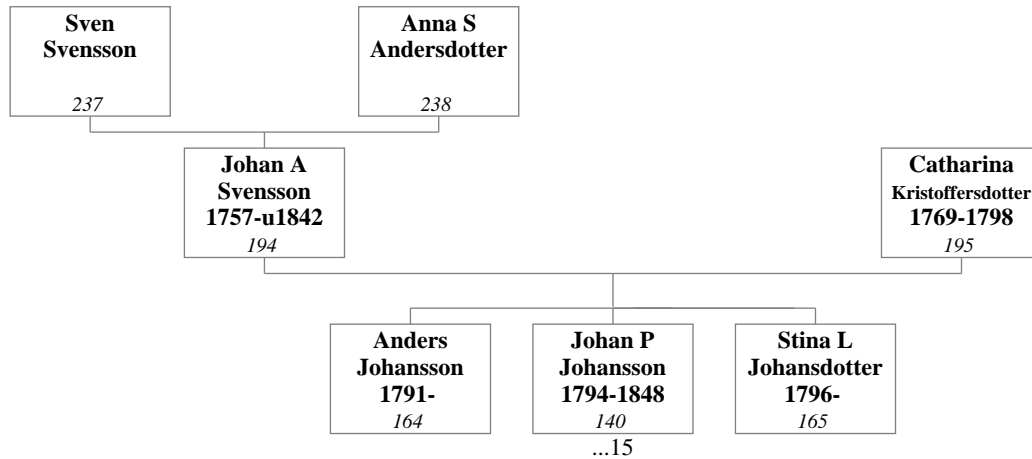 Sven
Svensson
237
Anna S
Andersdotter
238
Johan A
Svensson
1757-u1842
194
Catharina
Kristoffersdotter
1769-1798
195
Anders
Johansson
1791-
164
Johan P
Johansson
1794-1848
140
...15
Stina L
Johansdotter
1796-
165